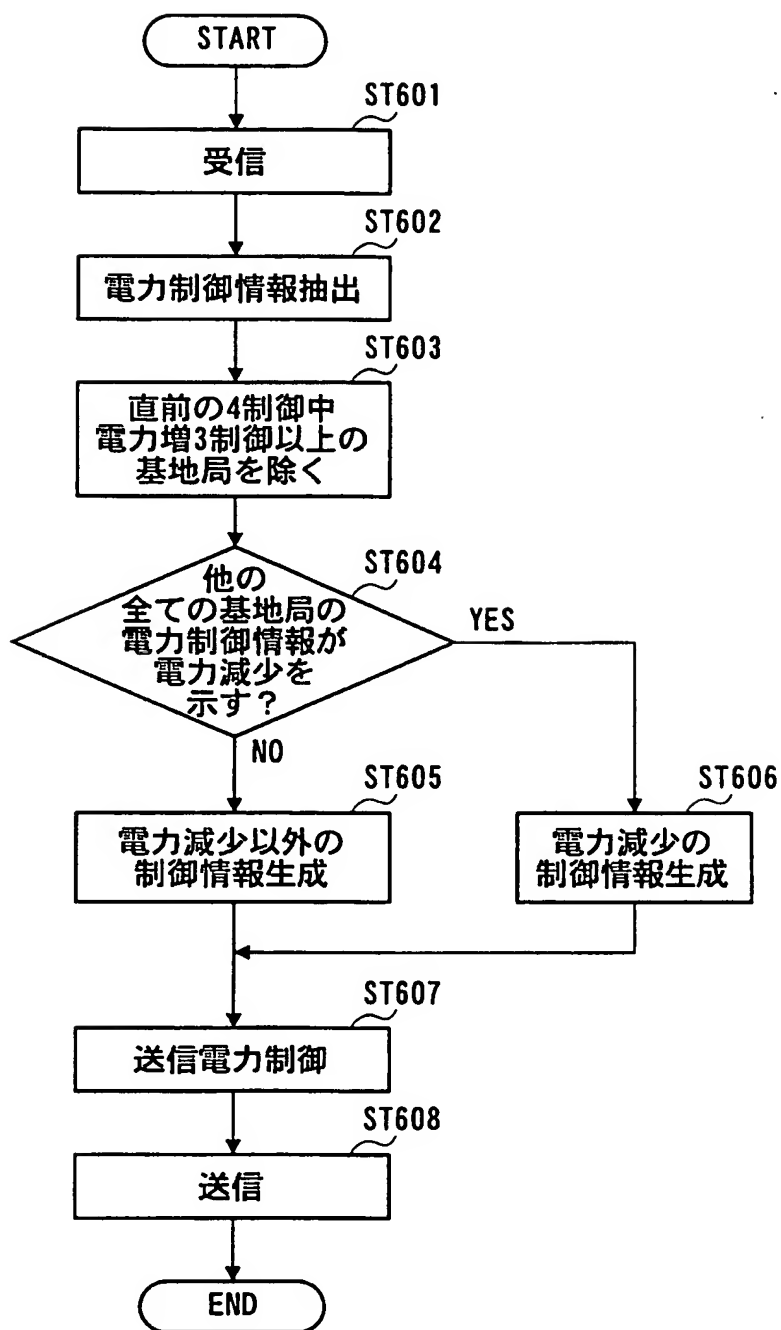 START
ST601
受信
ST602
電力制御情報抽出
ST603
直前の4制御中
電力増3制御以上の
基地局を除く
ST604
他の
全ての基地局の
電力制御情報が
電力減少を
示す?
YES
NO
ST605
電力減少以外の
制御情報生成
ST606
電力減少の
制御情報生成
ST607
送信電力制御
ST608
送信
END